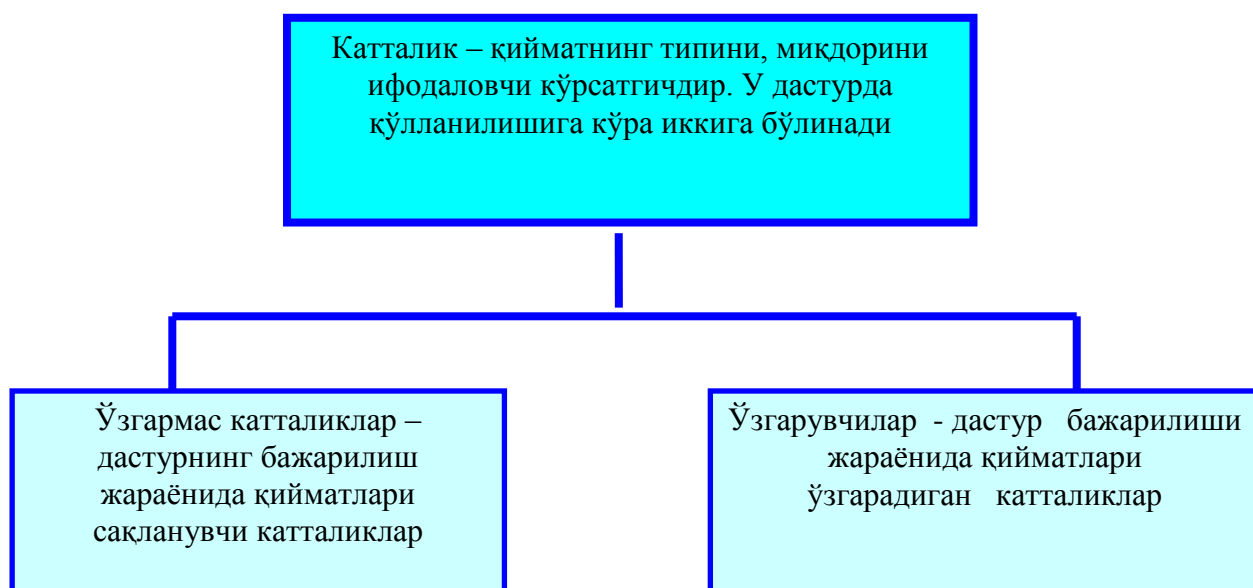 Катталик – қийматнинг типини, миқдорини
ифодаловчи кўрсатгичдир. У дастурда
қўлланилишига кўра иккига бўлинади
Ўзгармас катталиклар –
дастурнинг бажарилиш
жараёнида қийматлари
сақланувчи катталиклар
Ўзгарувчилар - дастур бажарилиши
жараёнида қийматлари
ўзгарадиган катталиклар